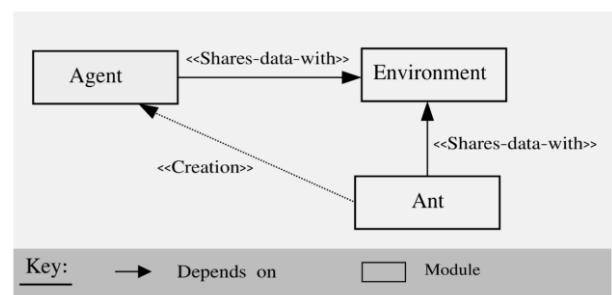 <<Shares-data-with>>
Agent
Environment
<<Shares-data-with>>
<<Creation>>
Ant
Key:
Depends on
Module